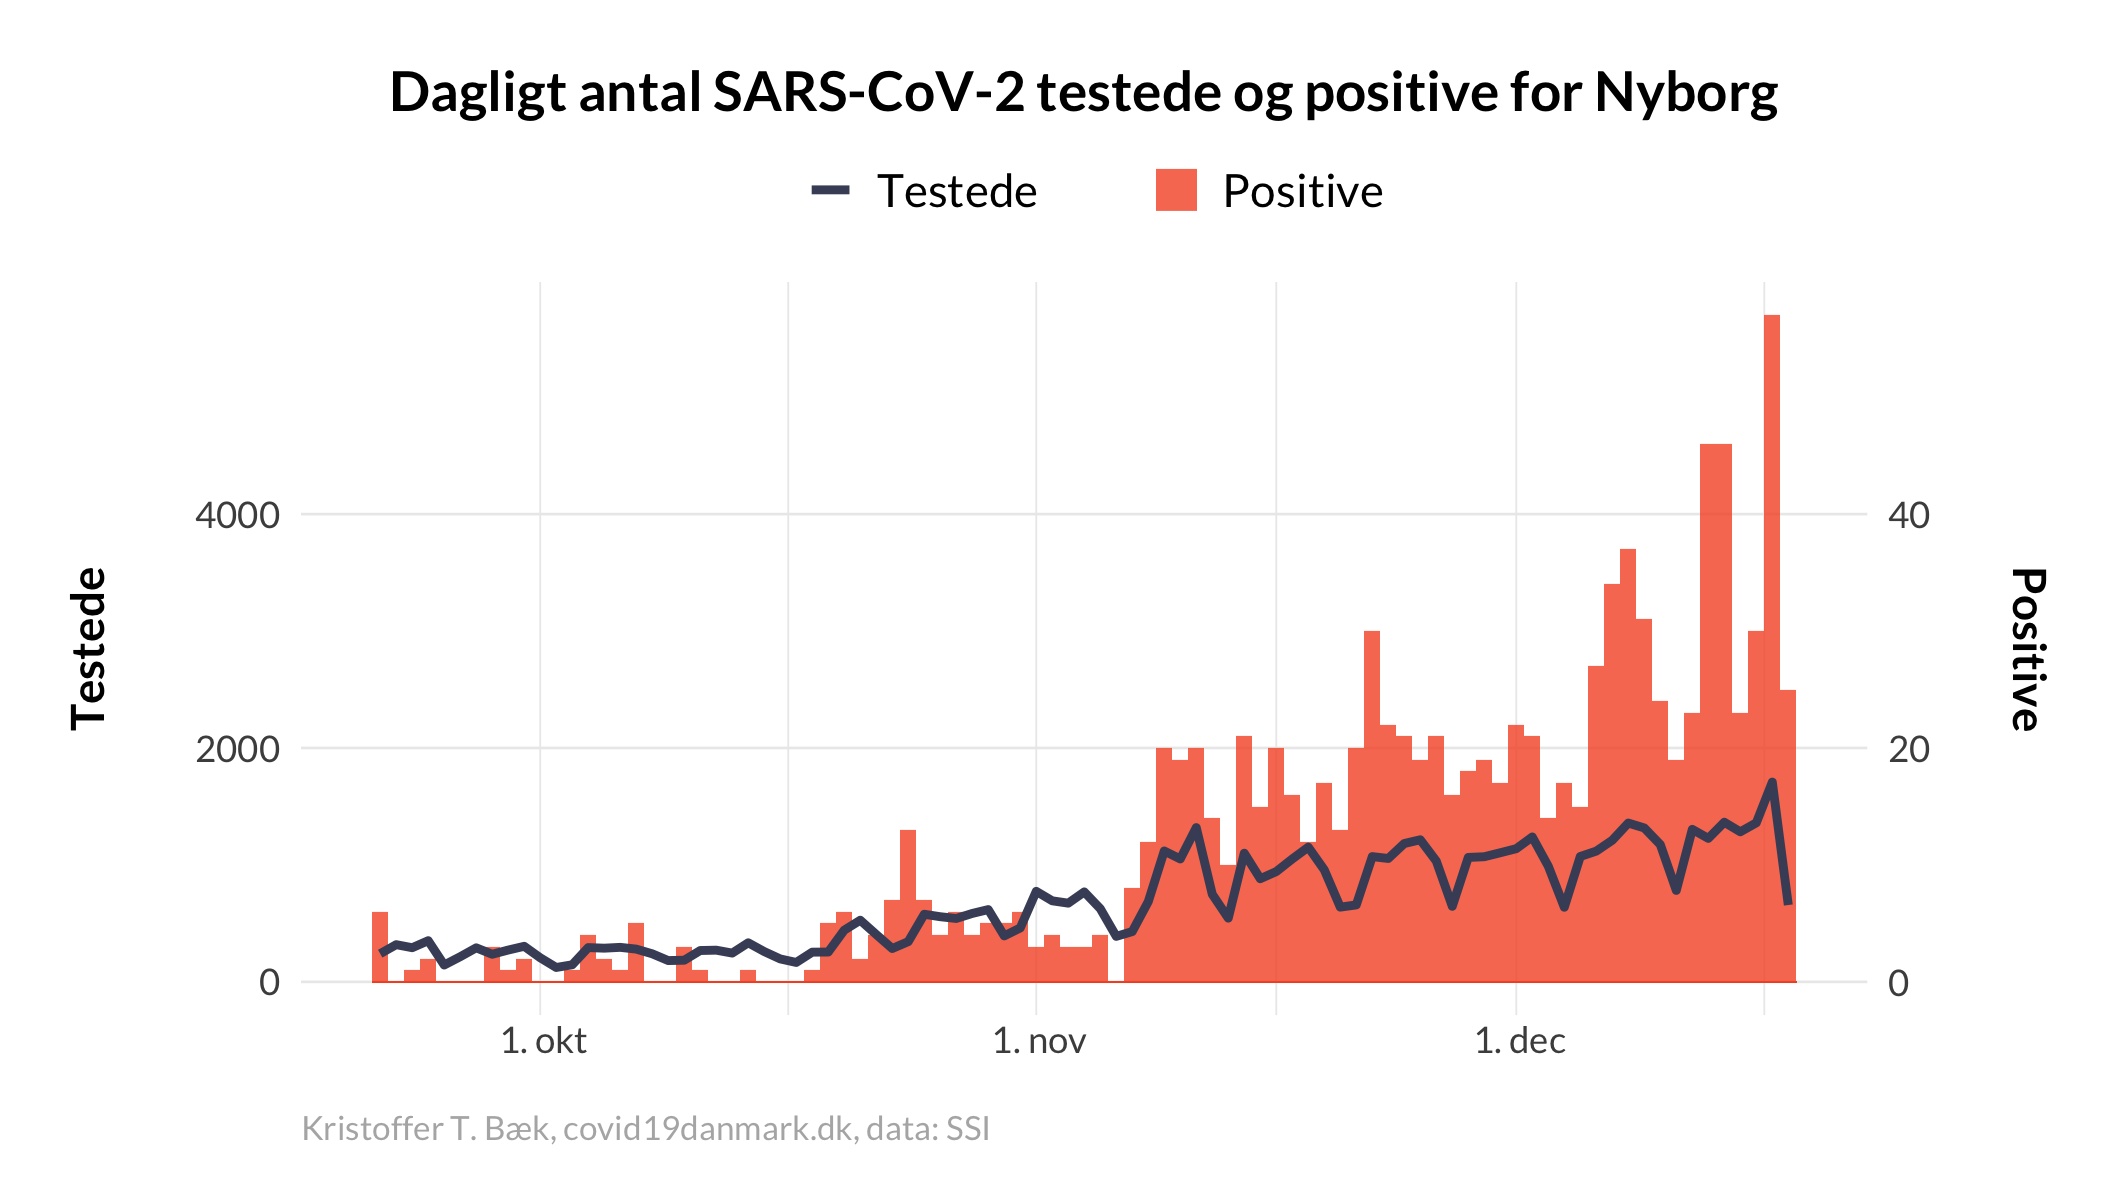 Dagligt antal SARS-CoV-2 testede og positive for Nyborg
Testede
Positive
4000
2000
0
40
20
0
Testede
Positive
1. okt
1. nov
1. dec
Kristoffer T. Bæk, covid19danmark.dk, data: SSI